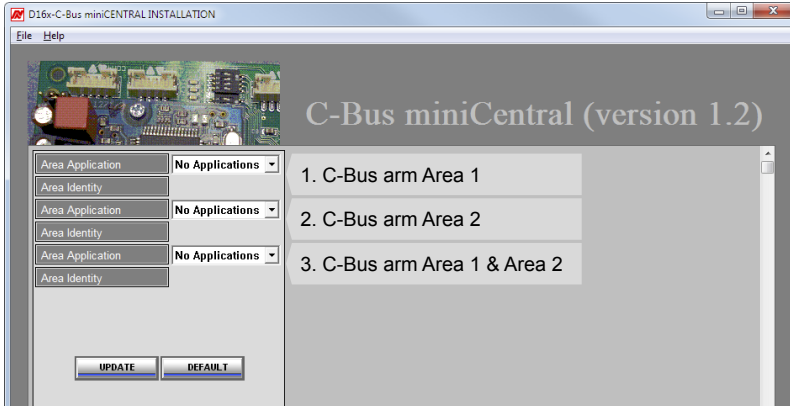 D16x-C-Bus miniCENTRAL INSTALLATION
File Help
C-Bus miniCentral (version 1.2)
Area Application No Applications
1. C-Bus arm Area 1
Area Identity
Area Application No Applications
2. C-Bus arm Area 2
Area Identity
Area Application No Applications
3. C-Bus arm Area 1 & Area 2
Area Identity
UPDATE DEFAULT